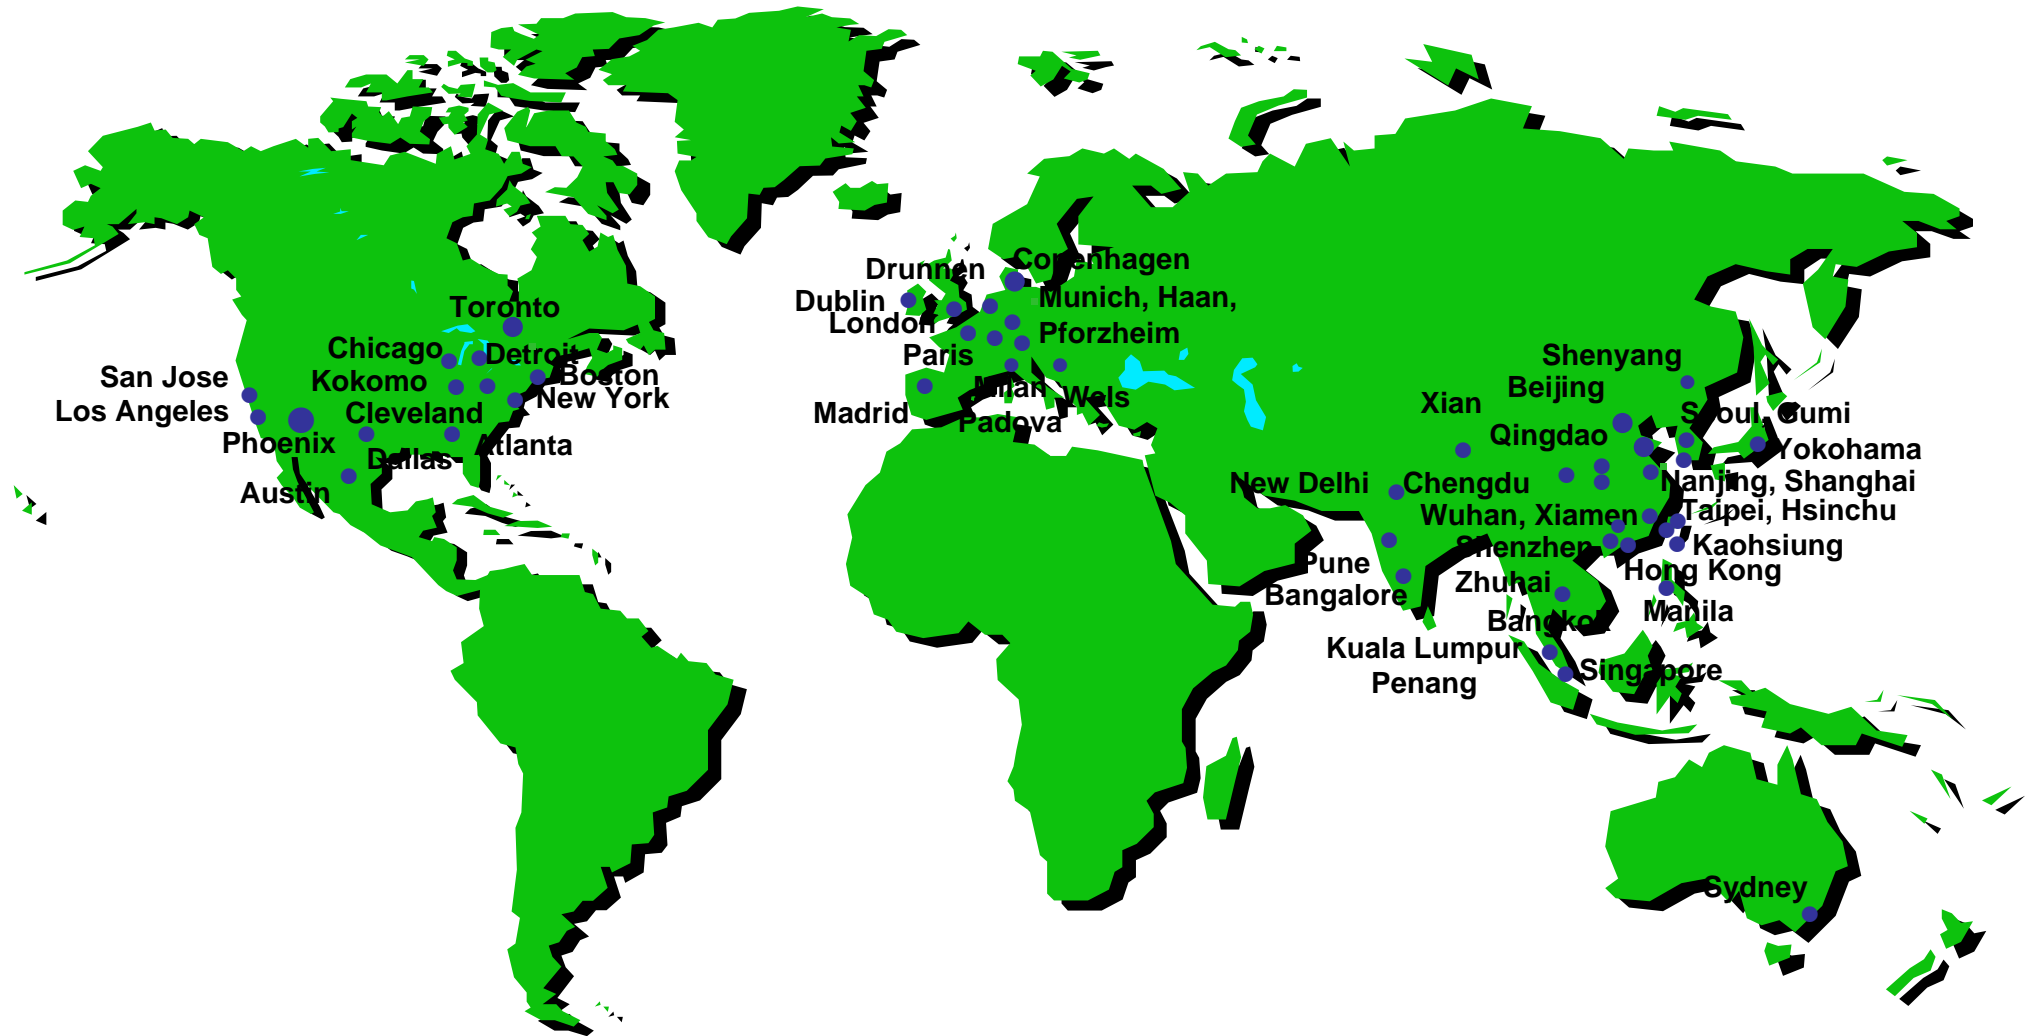 Copenhagen
Drunnen
Munich, Haan,
Dublin
Toronto
London
Pforzheim
Chicago
Detroit
Paris
Shenyang
San Jose
Kokomo
Boston
Milan
Wels
Beijing
New York
Xian
Los Angeles
Cleveland
Madrid
Padova
Seoul, Gumi
Phoenix
Atlanta
Qingdao
Yokohama
Dallas
New Delhi
Chengdu
Nanjing, Shanghai
Austin
Wuhan, Xiamen
Taipei, Hsinchu
Shenzhen
Kaohsiung
Pune
Hong Kong
Zhuhai
Bangalore
Manila
Bangkok
Kuala Lumpur
Singapore
Penang
Sydney